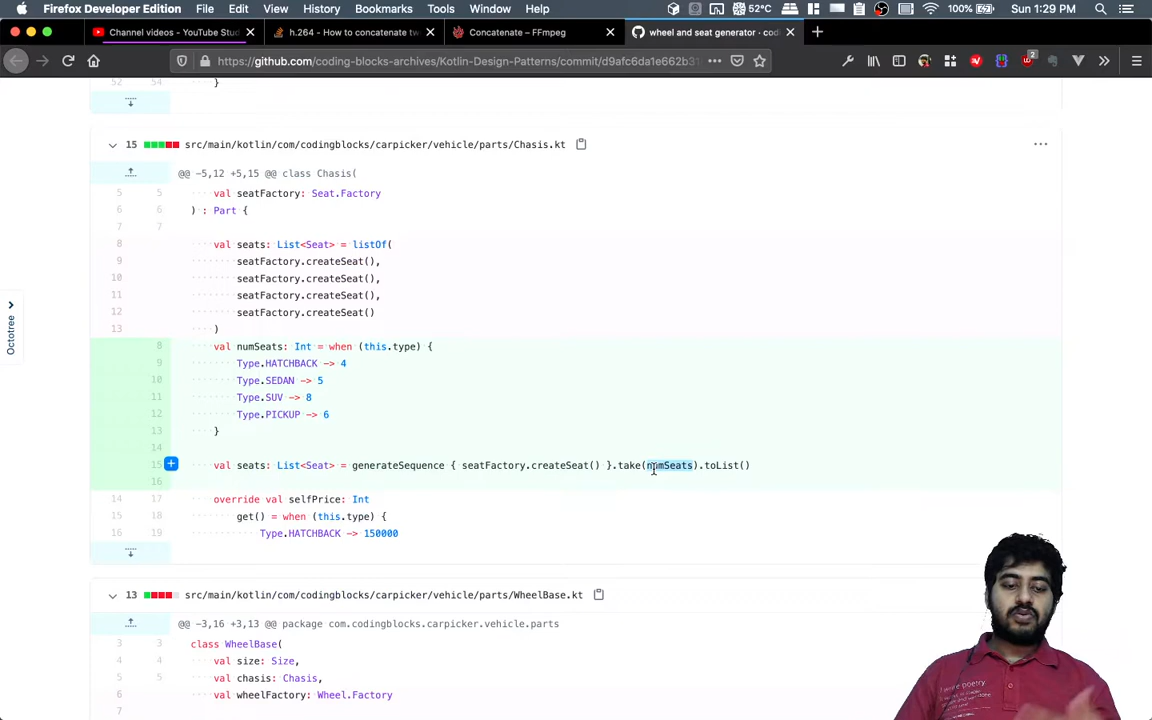 Firefox Developer Edition File Edit View History Bookmarks Tools Window Help 52°C 100% Sun 1:29 PM
Channel videos - YouTube Stud h.264 - How to concatenate tw Concatenate – FFmpeg wheel and seat generator · codi
https://github.com/coding-blocks-archives/Kotlin-Design-Patterns/commit/d9afc6da1e662b31 2
52 54 }
15 src/main/kotlin/com/codingblocks/carpicker/vehicle/parts/Chasis.kt
@@ -5,12 +5,15 @@ class Chasis(
5 5 val seatFactory: Seat.Factory
6 6 ) : Part {
7 7
8 val seats: List<Seat> = listOf(
9 seatFactory.createSeat(),
10 seatFactory.createSeat(),
11 seatFactory.createSeat(),
12 seatFactory.createSeat()
13 )
8 val numSeats: Int = when (this.type) {
9 Type.HATCHBACK -> 4
10 Type.SEDAN -> 5
11 Type.SUV -> 8
12 Type.PICKUP -> 6
13 }
14
15 val seats: List<Seat> = generateSequence { seatFactory.createSeat() }.take(numSeats).toList()
16
14 17 override val selfPrice: Int
15 18 get() = when (this.type) {
16 19 Type.HATCHBACK -> 150000
13 src/main/kotlin/com/codingblocks/carpicker/vehicle/parts/WheelBase.kt
@@ -3,16 +3,13 @@ package com.codingblocks.carpicker.vehicle.parts
3 3 class WheelBase(
4 4 val size: Size,
5 5 val chasis: Chasis,
6 val wheelFactory: Wheel.Factory
7
Octotree